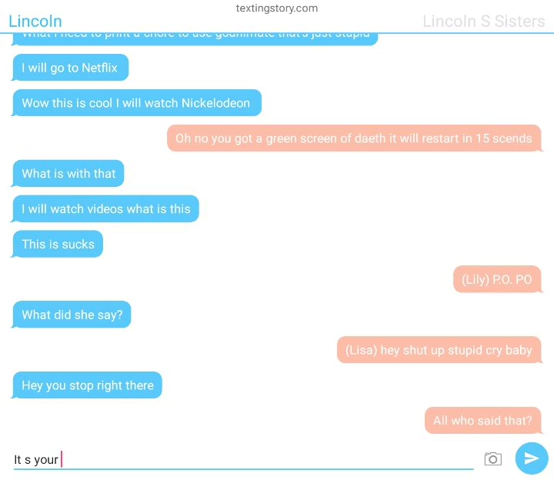 textingstory.com
Lincoln
Lincoln S Sisters
What I need to print a chore to use goanimate that's just stupid
I will go to Netflix
Wow this is cool I will watch Nickelodeon
Oh no you got a green screen of daeth it will restart in 15 scends
What is with that
I will watch videos what is this
This is sucks
(Lily) P.O. PO
What did she say?
(Lisa) hey shut up stupid cry baby
Hey you stop right there
All who said that?
It s your